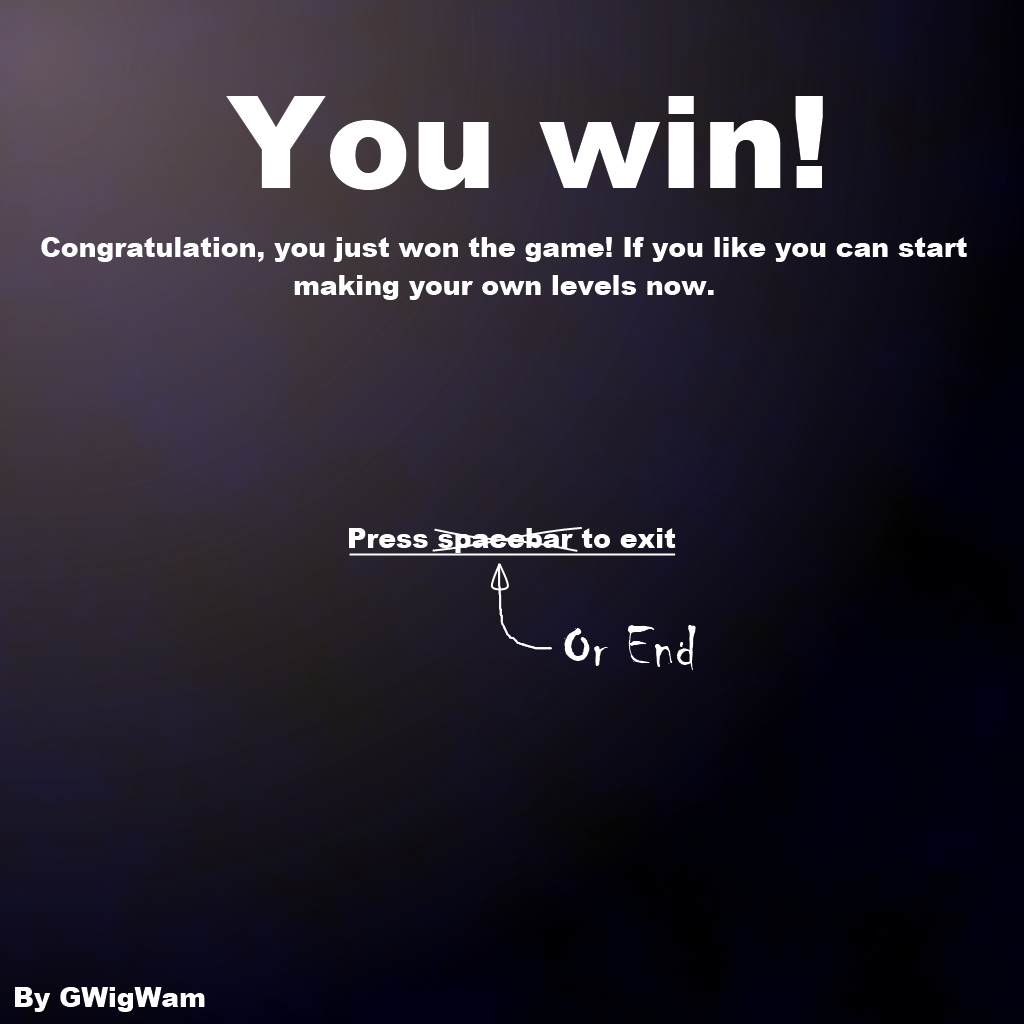 You win!
Congratulation, you just won the game! If you like you can start
making your own levels now.
Press spacebar to exit
Or End
By GWigWam